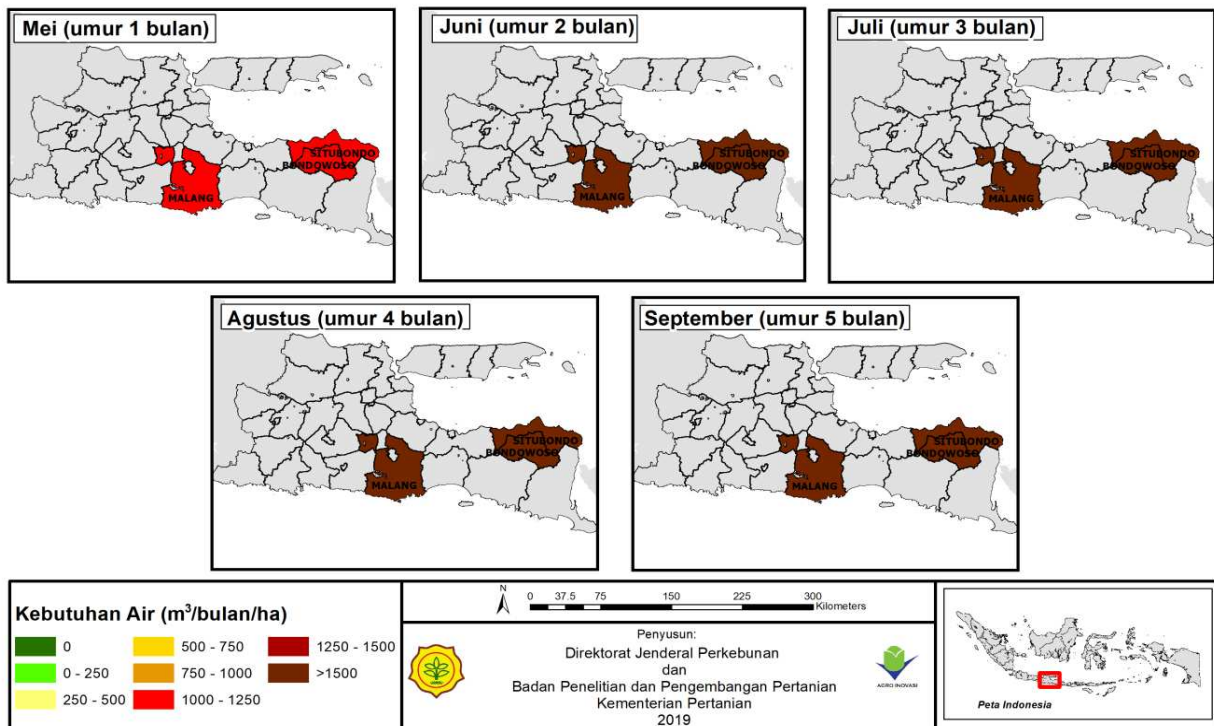 Mei (umur 1 bulan)
SITUBONDO
BONDOWOSO
MALANG
Juni (umur 2 bulan)
SITUBONDO
BONDOWOSO
MALANG
Juli (umur 3 bulan)
SITUBONDO
BONDOWOSO
MALANG
Agustus (umur 4 bulan)
SITUBONDO
BONDOWOSO
MALANG
September (umur 5 bulan)
SITUBONDO
BONDOWOSO
MALANG
Kebutuhan Air (m³/bulan/ha)
0
0 - 250
250 - 500
500 - 750
750 - 1000
1000 - 1250
1250 - 1500
>1500
N
0 37.5 75 150 225 300
Kilometers
Penyusun:
Direktorat Jenderal Perkebunan
dan
Badan Penelitian dan Pengembangan Pertanian
Kementerian Pertanian
2019
AGRO INOVASI
Peta Indonesia